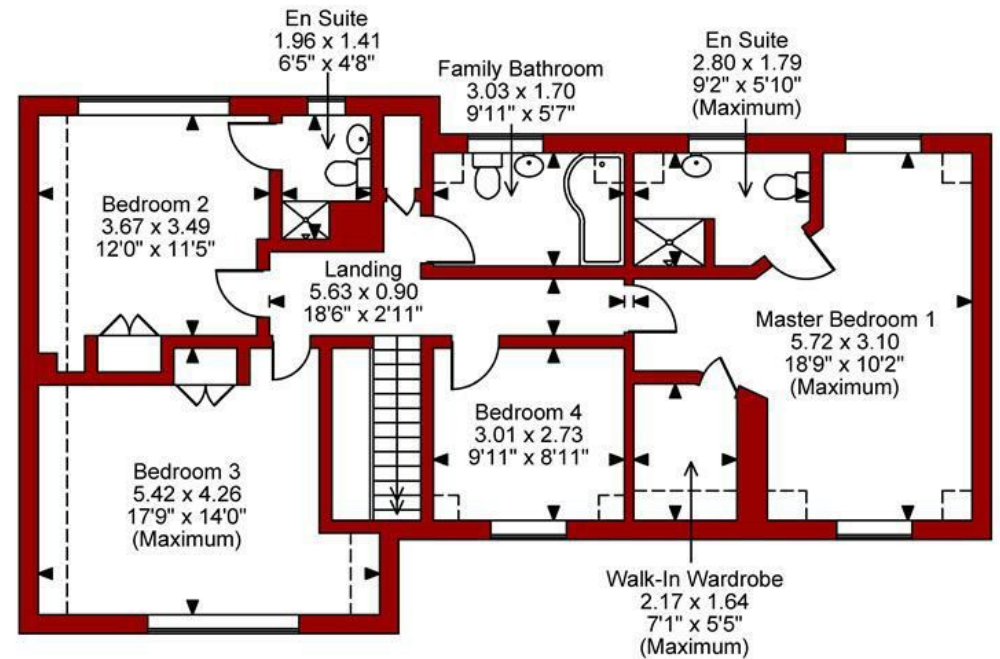 En Suite
1.96 x 1.41
6'5" x 4'8"
Family Bathroom
3.03 x 1.70
9'11" x 5'7"
En Suite
2.80 x 1.79
9'2" x 5'10"
(Maximum)
Bedroom 2
3.67 x 3.49
12'0" x 11'5"
Landing
5.63 x 0.90
18'6" x 2'11"
Master Bedroom 1
5.72 x 3.10
18'9" x 10'2"
(Maximum)
Bedroom 4
3.01 x 2.73
9'11" x 8'11"
Bedroom 3
5.42 x 4.26
17'9" x 14'0"
(Maximum)
Walk-In Wardrobe
2.17 x 1.64
7'1" x 5'5"
(Maximum)